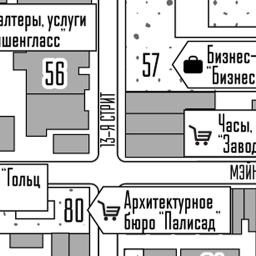 алтеры, услуги
шенгласс"
56
57
Бизнес-
"Бизнес
13-Я СТРИТ
Часы,
"Завод
МЭЙН
"Гольц
80
Архитектурное
бюро "Палисад"